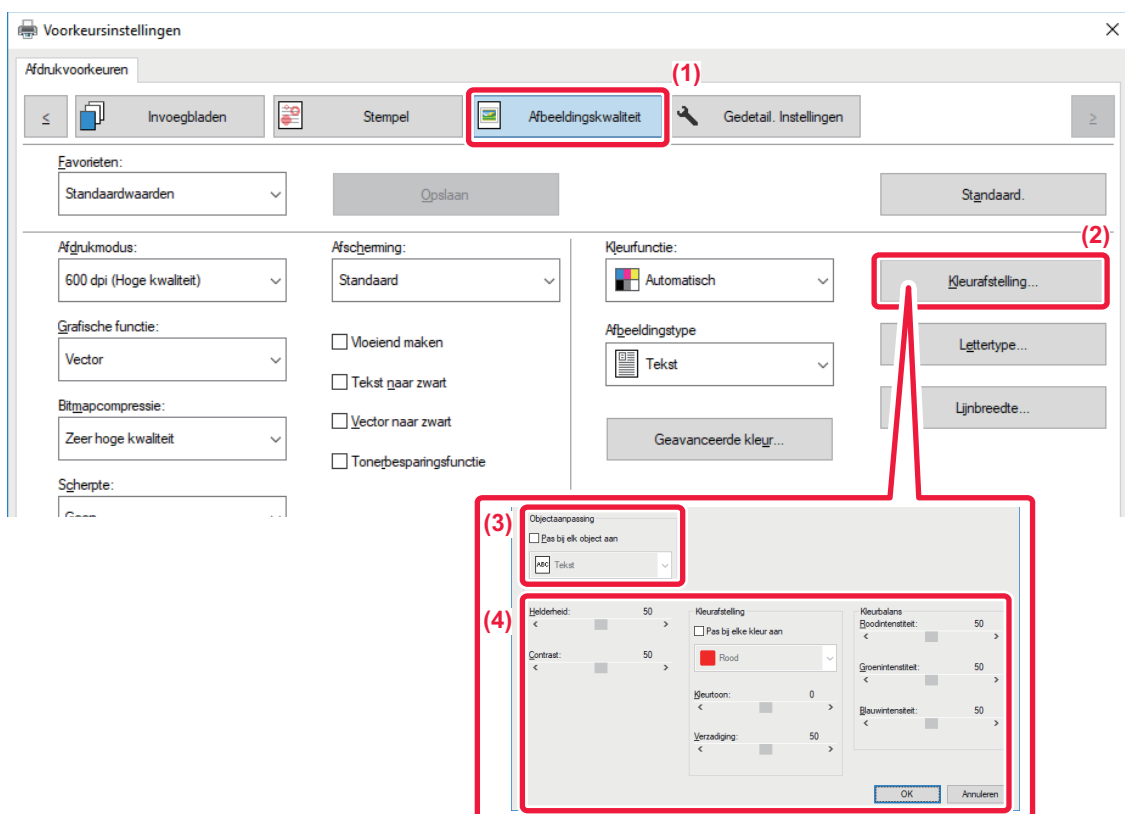 Voorkeursinstellingen
Afdrukvoorkeuren
(1)
<
Invoegbladen
Stempel
Afbeeldingskwaliteit
Gedetail. Instellingen
>
Favorieten:
Standaardwaarden
Opslaan
Standaard.
(2)
Afdrukmodus:
600 dpi (Hoge kwaliteit)
Grafische functie:
Vector
Bitmapcompressie:
Zeer hoge kwaliteit
Scherpte:
Geen
Afscherming:
Standaard
Vloeiend maken
Tekst naar zwart
Vector naar zwart
Tonerbesparingsfunctie
Kleurfunctie:
Automatisch
Afbeeldingstype
Tekst
Geavanceerde kleur...
Kleurafstelling...
Lettertype...
Lijnbreedte...
(3)
Objectaanpassing
Pas bij elk object aan
ABC Tekst
(4)
Helderheid: 50
Contrast: 50
Kleurafstelling
Pas bij elke kleur aan
Rood
Kleurtoon: 0
Verzadiging: 50
Kleurbalans
Roodintenstiteit: 50
Groenintenstiteit: 50
Blauwintensiteit: 50
OK
Annuleren